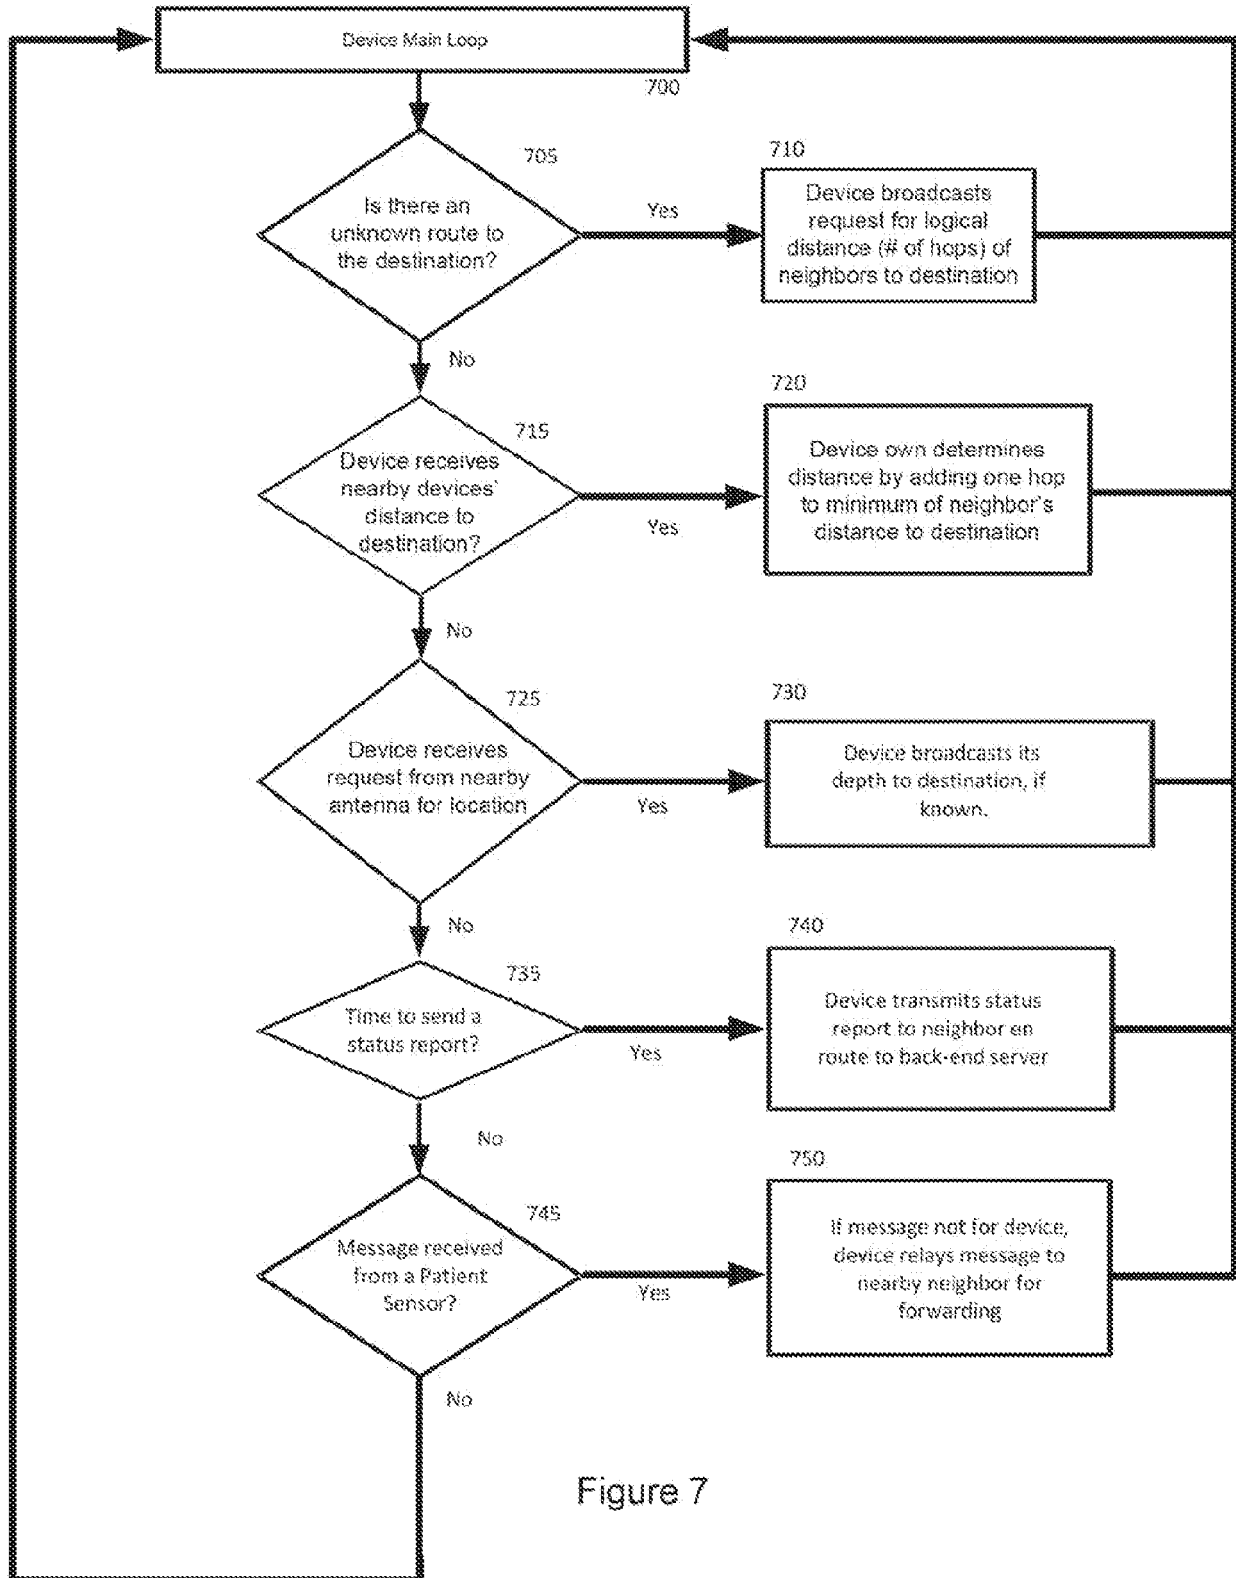 Device Main Loop
700
705
Is there an
unknown route to
the destination?
Yes
710
Device broadcasts
request for logical
distance (# of hops) of
neighbors to destination
No
715
Device receives
nearby devices'
distance to
destination?
Yes
720
Device own determines
distance by adding one hop
to minimum of neighbor's
distance to destination
No
725
Device receives
request from nearby
antenna for location
Yes
730
Device broadcasts its
depth to destination, if
known.
No
735
Time to send a
status report?
Yes
740
Device transmits status
report to neighbor en
route to back-end server
No
745
Message received
from a Patient
Sensor?
Yes
750
If message not for device,
device relays message to
nearby neighbor for
forwarding
No
Figure 7